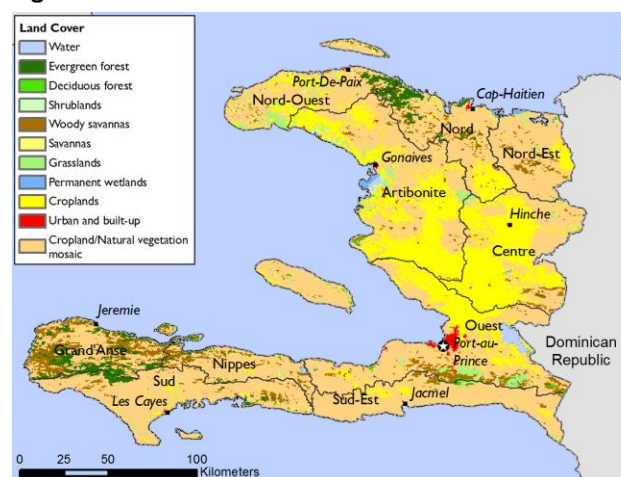 Land Cover
Water
Evergreen forest
Deciduous forest
Shrublands
Woody savannas
Savannas
Grasslands
Permanent wetlands
Croplands
Urban and built-up
Cropland/Natural vegetation
mosaic
Port-De-Paix
Cap-Haitien
Nord-Ouest
Nord
Nord-Est
Gonaives
Artibonite
Hinche
Centre
Jeremie
Ouest
Grand'Anse
Port-au-
Prince
Dominican
Republic
Nippes
Sud
Les Cayes
Sud-Est
Jacmel
0 25 50 100
Kilometers